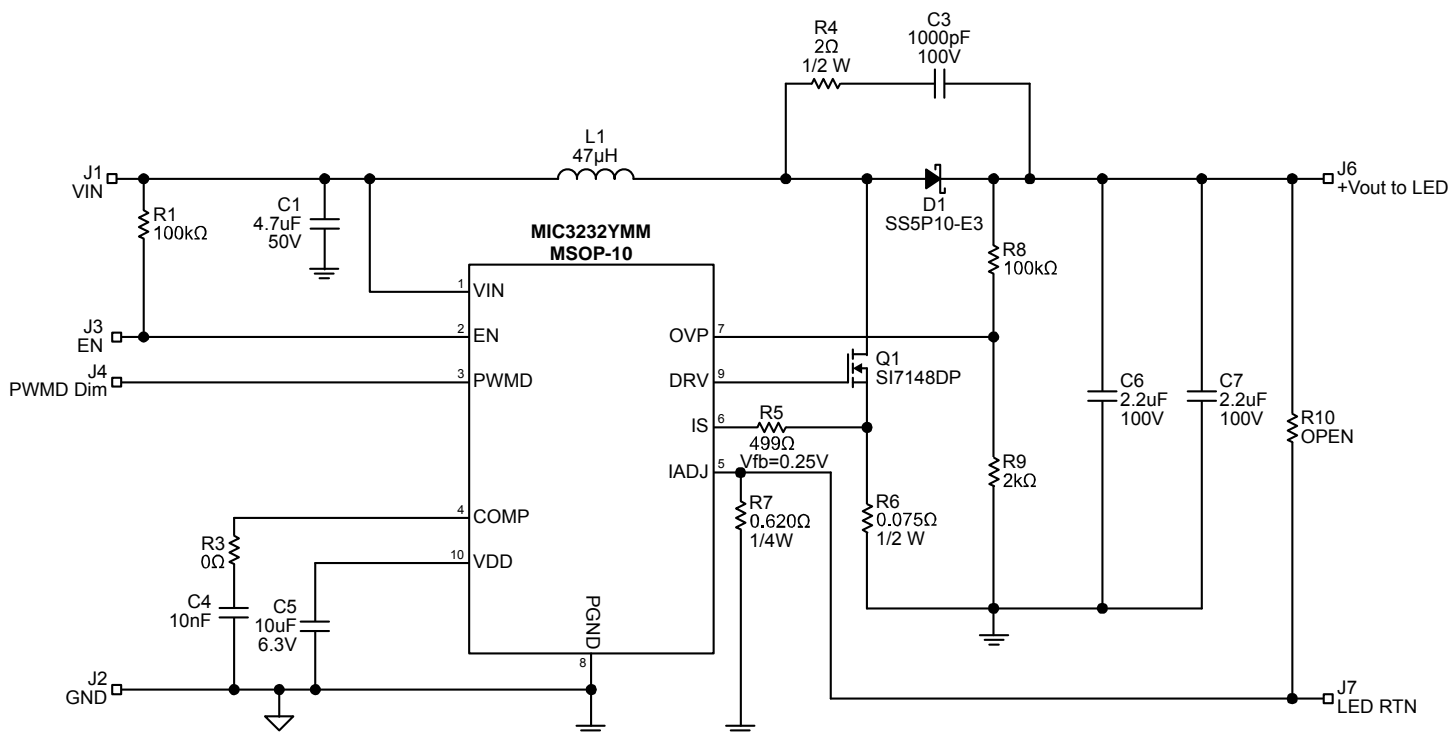 R4
2Ω
1/2 W
C3
1000pF
100V
L1
47µH
J1
VIN
R1
100kΩ
C1
4.7uF
50V
D1
SS5P10-E3
J6
+Vout to LED
MIC3232YMM
MSOP-10
R8
100kΩ
1
VIN
J3
EN
2
EN
OVP
7
J4
PWMD Dim
3
PWMD
DRV
9
Q1
SI7148DP
C6
2.2uF
100V
C7
2.2uF
100V
R10
OPEN
IS
6
R5
499Ω
Vfb=0.25V
IADJ
5
R9
2kΩ
R7
0.620Ω
1/4W
R6
0.075Ω
1/2 W
4
COMP
R3
0Ω
10
VDD
C4
10nF
C5
10uF
6.3V
PGND
8
J2
GND
J7
LED RTN